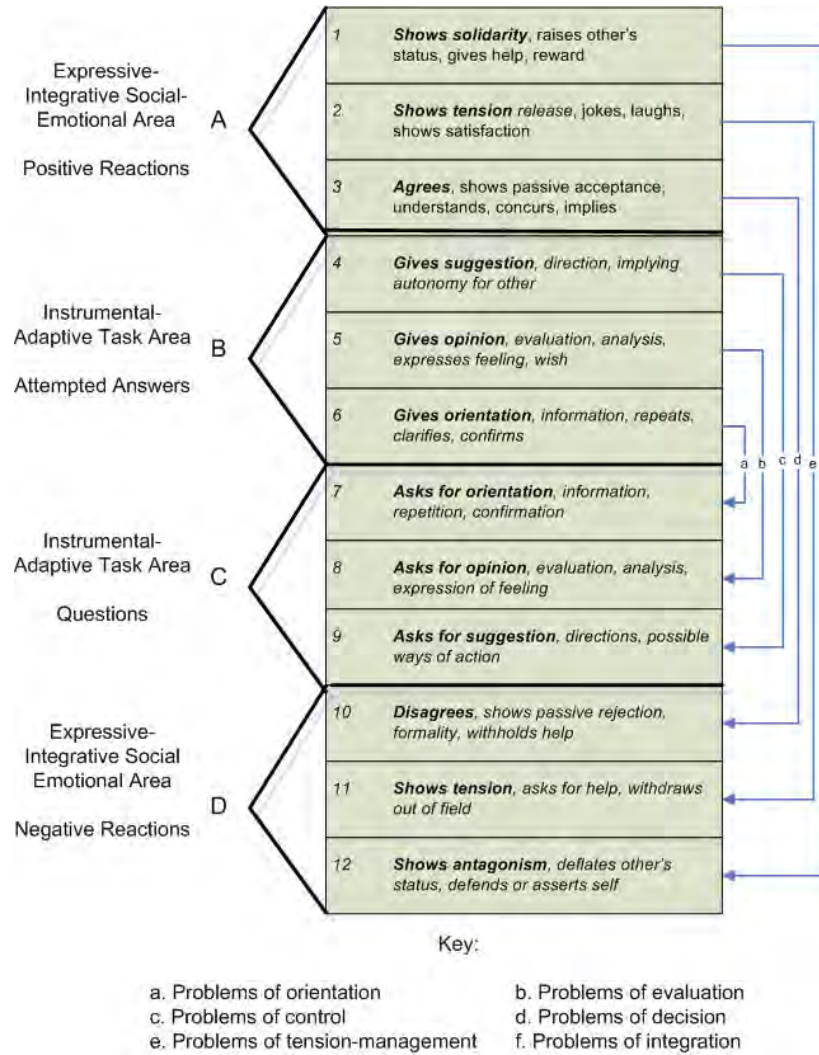 Expressive-
Integrative Social-
Emotional Area
Positive Reactions
A
1 Shows solidarity, raises other's
status, gives help, reward
2 Shows tension release, jokes, laughs,
shows satisfaction
3 Agrees, shows passive acceptance,
understands, concurs, implies
Instrumental-
Adaptive Task Area
Attempted Answers
B
4 Gives suggestion, direction, implying
autonomy for other
5 Gives opinion, evaluation, analysis,
expresses feeling, wish
6 Gives orientation, information, repeats,
clarifies, confirms
a b c d e
Instrumental-
Adaptive Task Area
Questions
C
7 Asks for orientation, information,
repetition, confirmation
8 Asks for opinion, evaluation, analysis,
expression of feeling
9 Asks for suggestion, directions, possible
ways of action
Expressive-
Integrative Social
Emotional Area
Negative Reactions
D
10 Disagrees, shows passive rejection,
formality, withholds help
11 Shows tension, asks for help, withdraws
out of field
12 Shows antagonism, deflates other's
status, defends or asserts self
Key:
a. Problems of orientation b. Problems of evaluation
c. Problems of control d. Problems of decision
e. Problems of tension-management f. Problems of integration